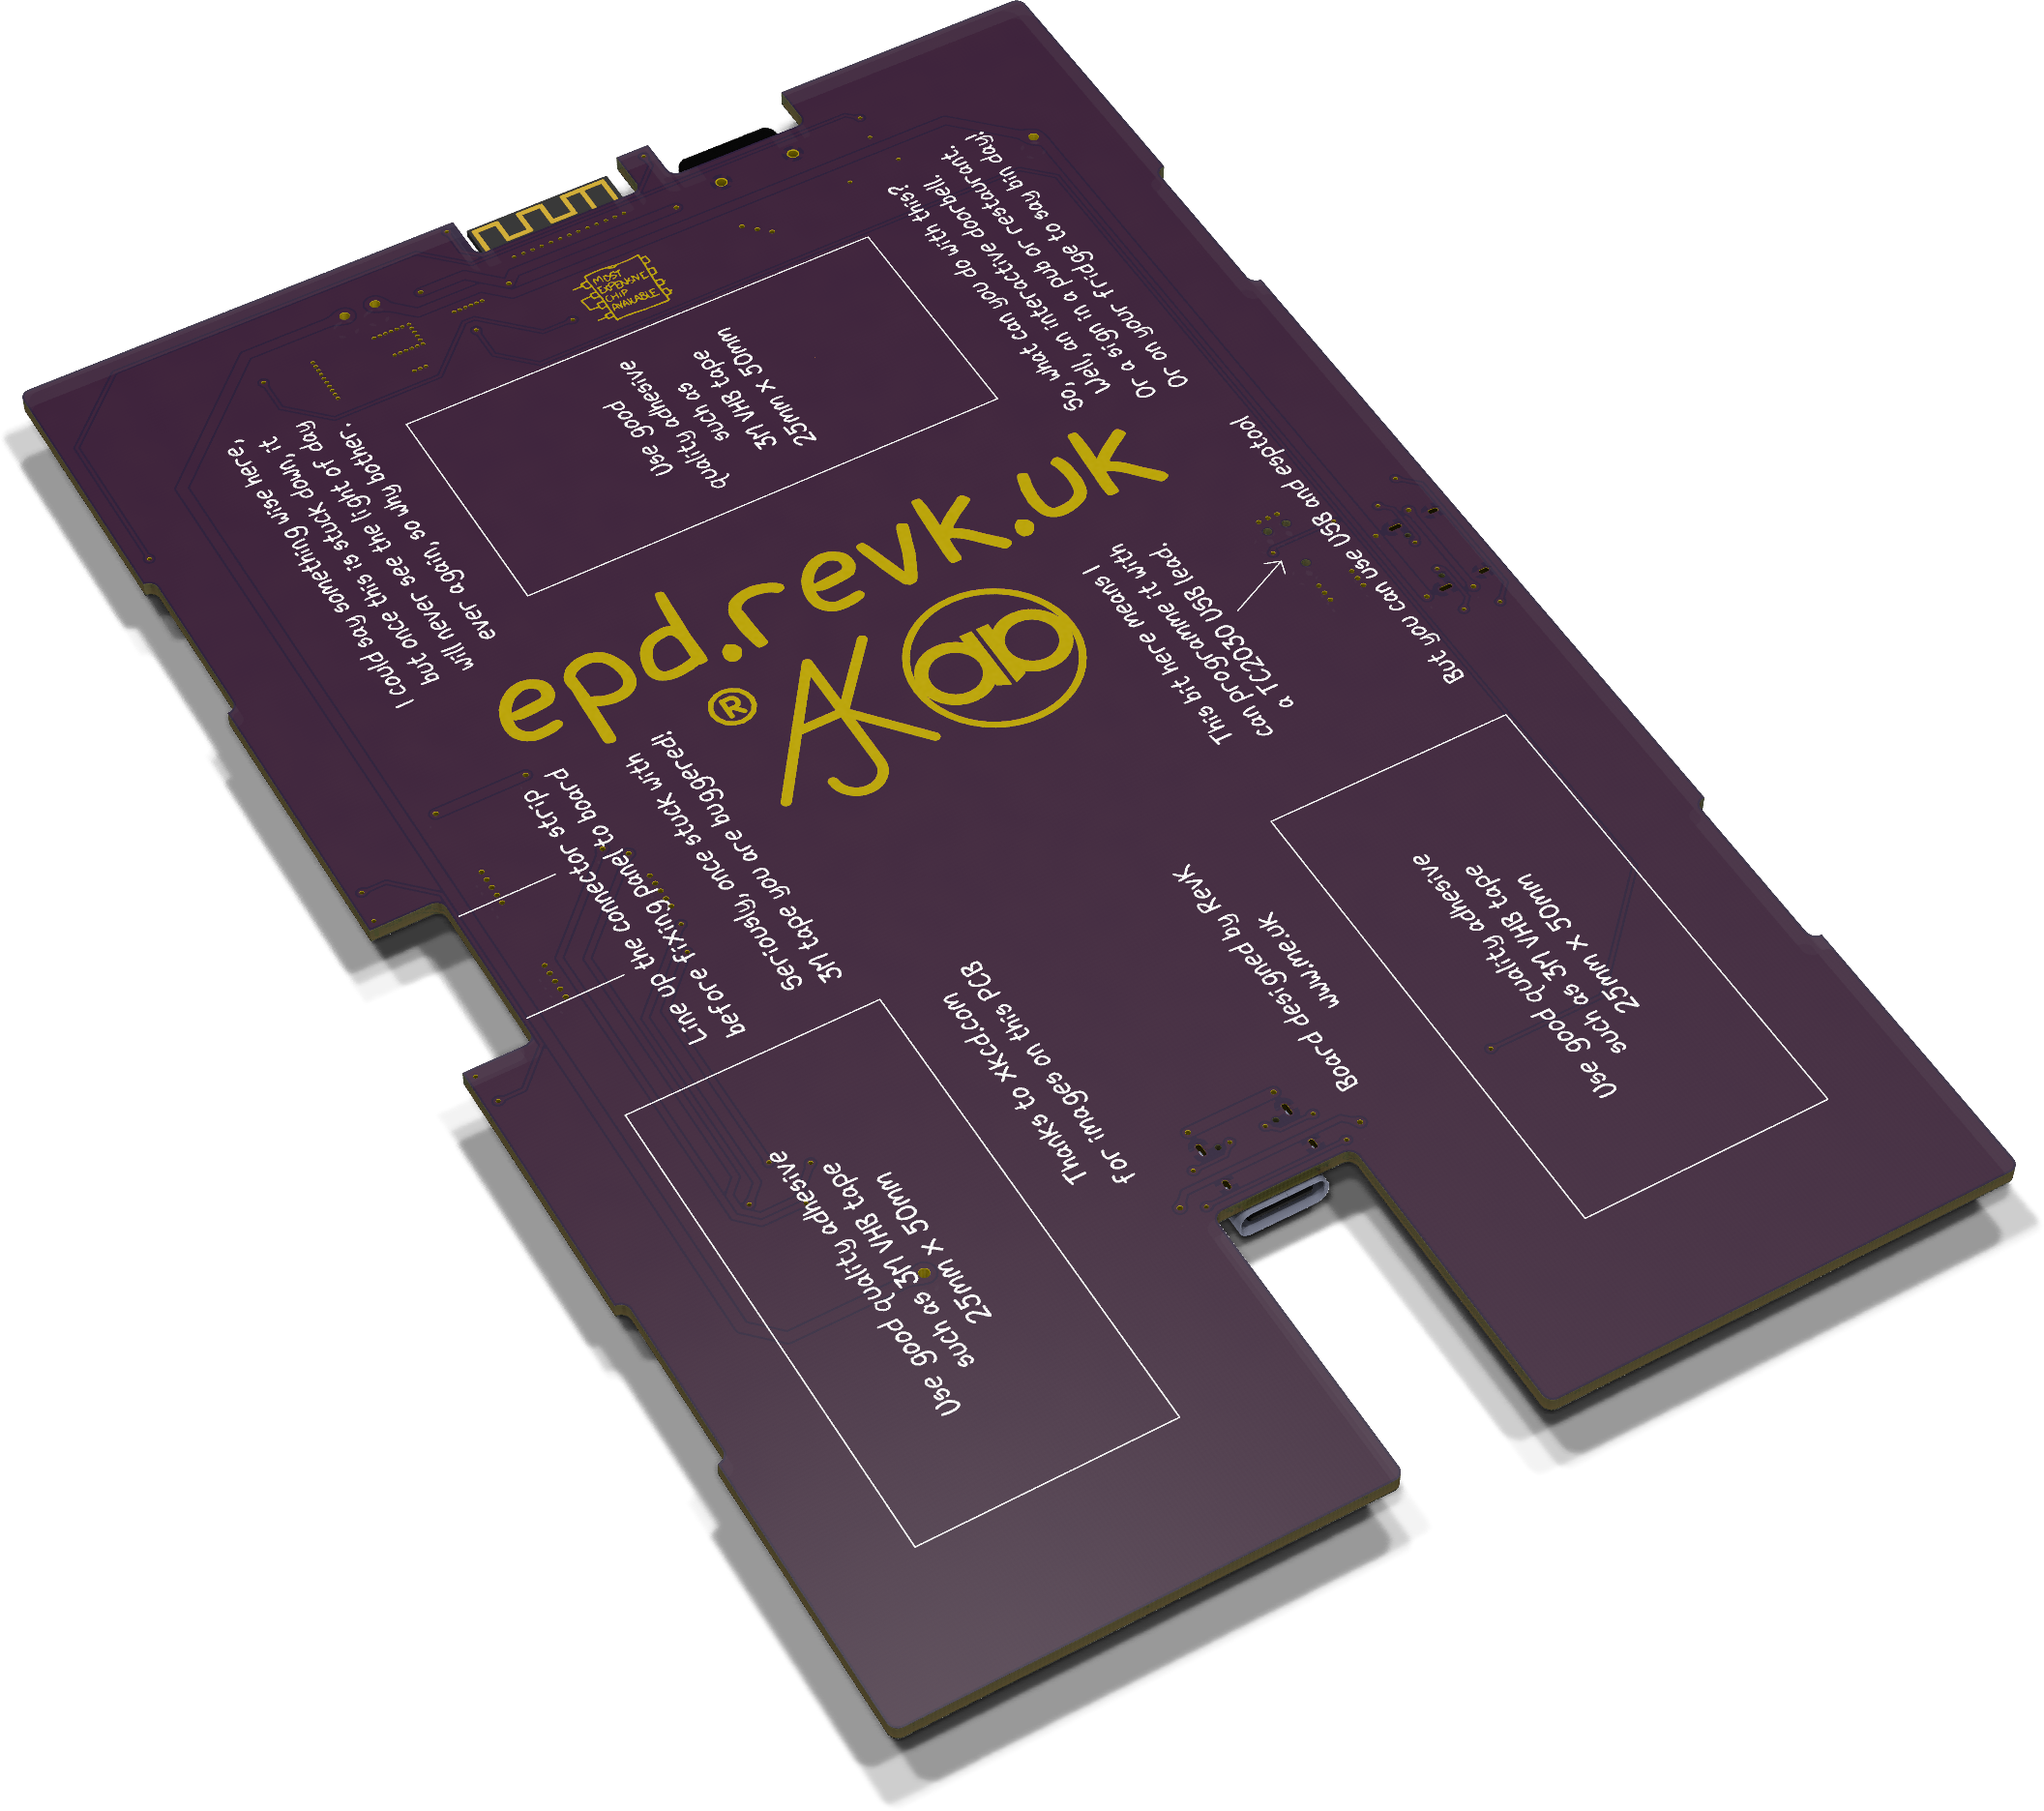 MOST
EXPENSIVE
CHIP
AVAILABLE
So, what can you do with this?
Well, an interactive doorbell.
Or a sign in a pub or restaurant.
Or on your fridge to say bin day!
Use good
quality adhesive
such as
3M VHB tape
25mm x 50mm
I could say something wise here,
but once this is stuck down, it
will never see the light of day
ever again, so why bother.
epd.revk.uk
®
AJK
This bit here means I
can programme it with
a TC2030 USB lead.
But you can use USB and esptool
Line up the connector strip
before fixing panel to board
Seriously, once stuck with
3M tape you are buggered!
Thanks to xkcd.com
for images on this PCB
Board designed by RevK
www.me.uk
Use good quality adhesive
such as 3M VHB tape
25mm x 50mm
Use good quality adhesive
such as 3M VHB tape
25mm x 50mm